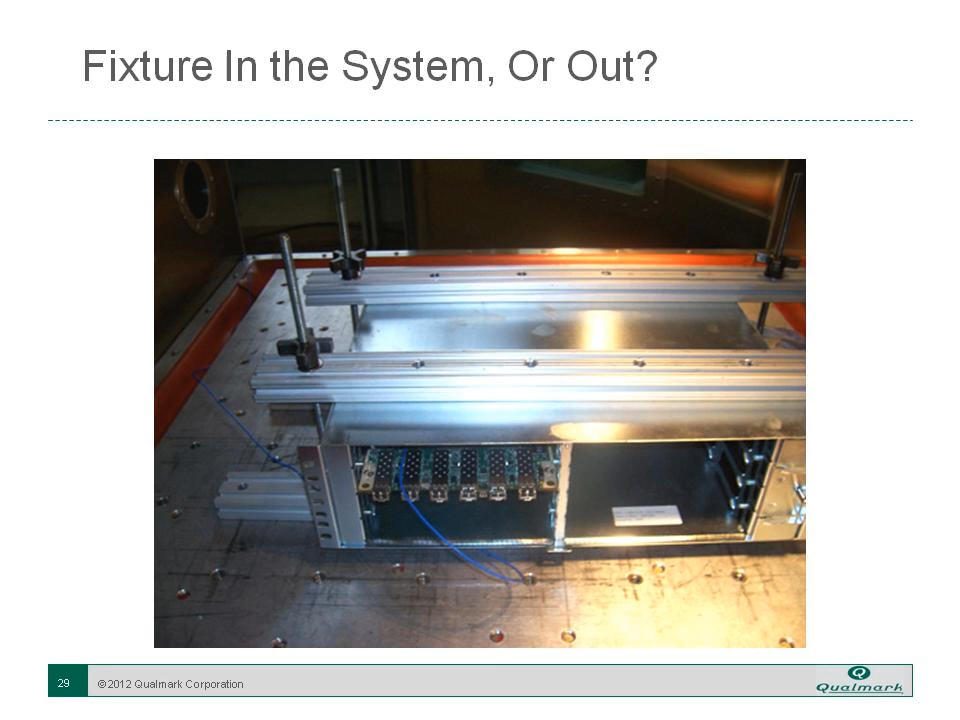 Fixture In the System, Or Out?
29
©2012 Qualmark Corporation
Q
Qualmark